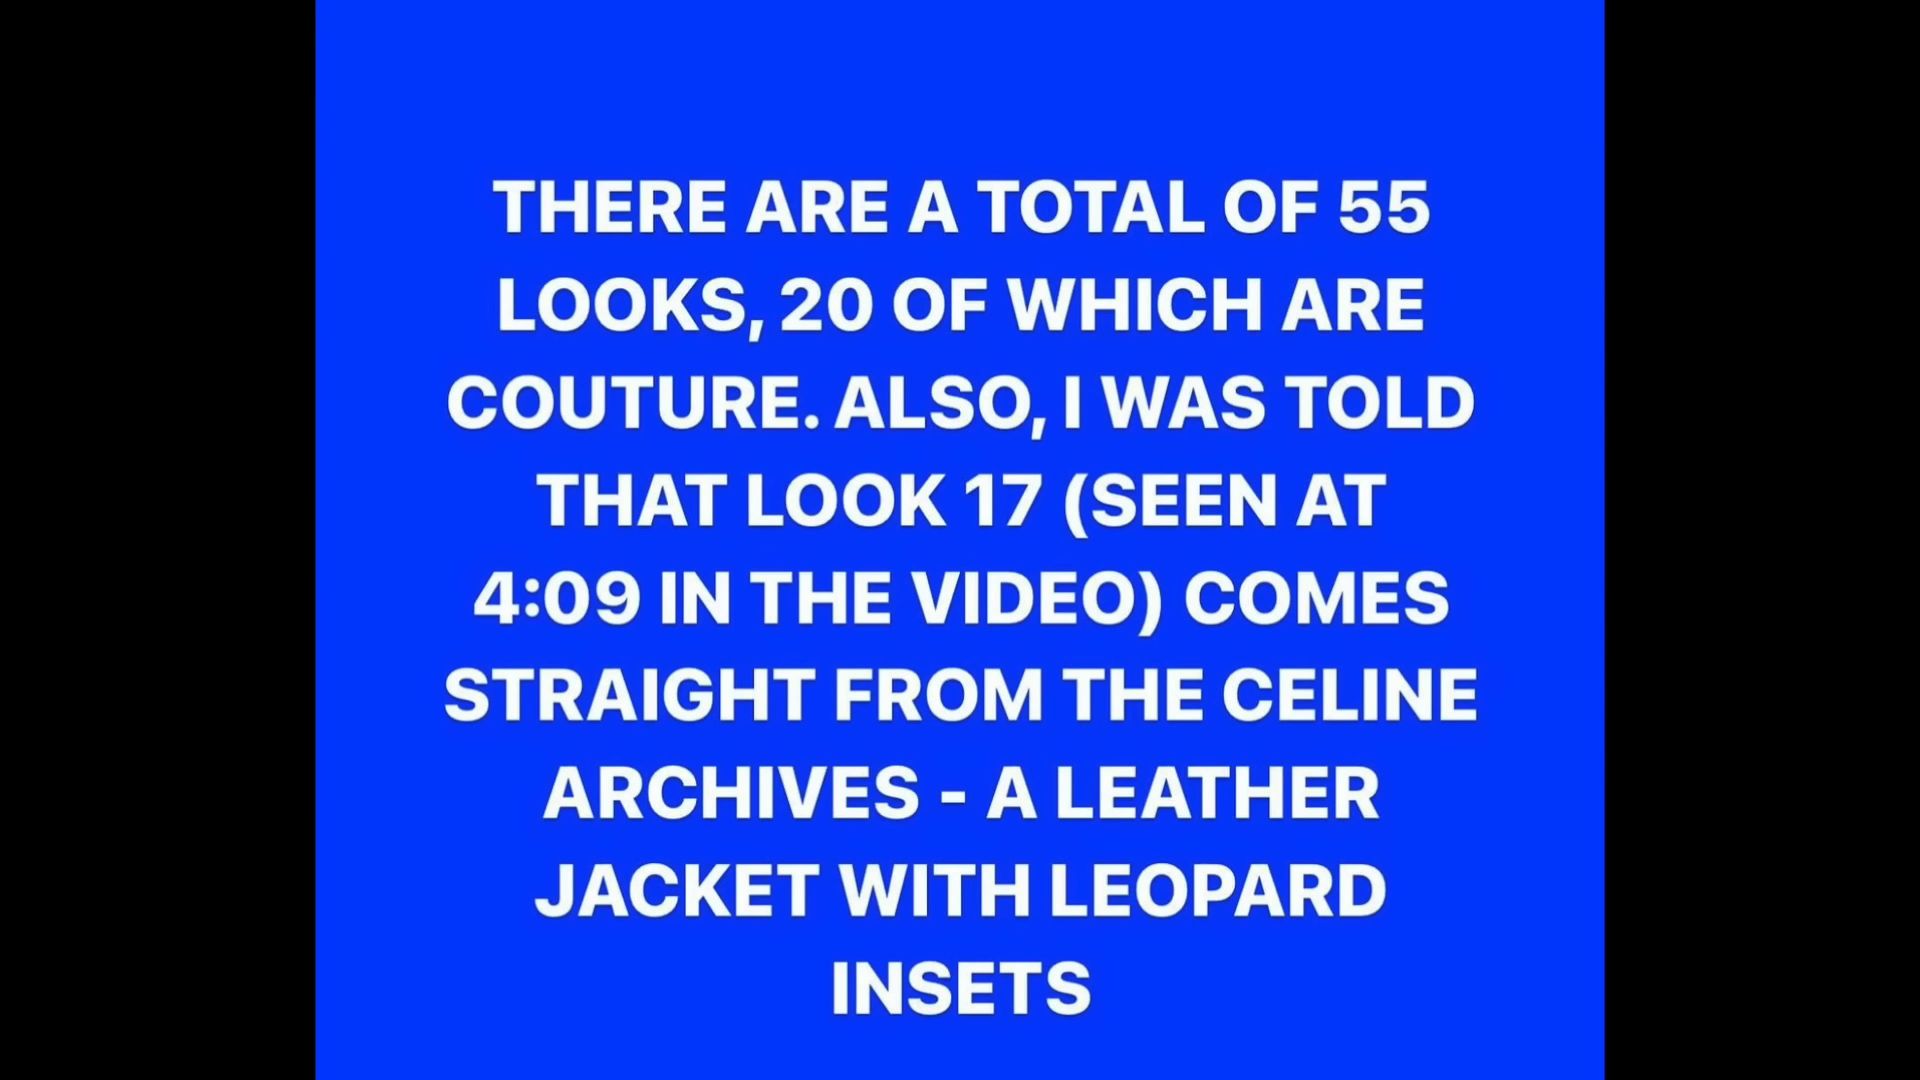 THERE ARE A TOTAL OF 55
LOOKS, 20 OF WHICH ARE
COUTURE. ALSO, I WAS TOLD
THAT LOOK 17 (SEEN AT
4:09 IN THE VIDEO) COMES
STRAIGHT FROM THE CELINE
ARCHIVES - A LEATHER
JACKET WITH LEOPARD
INSETS